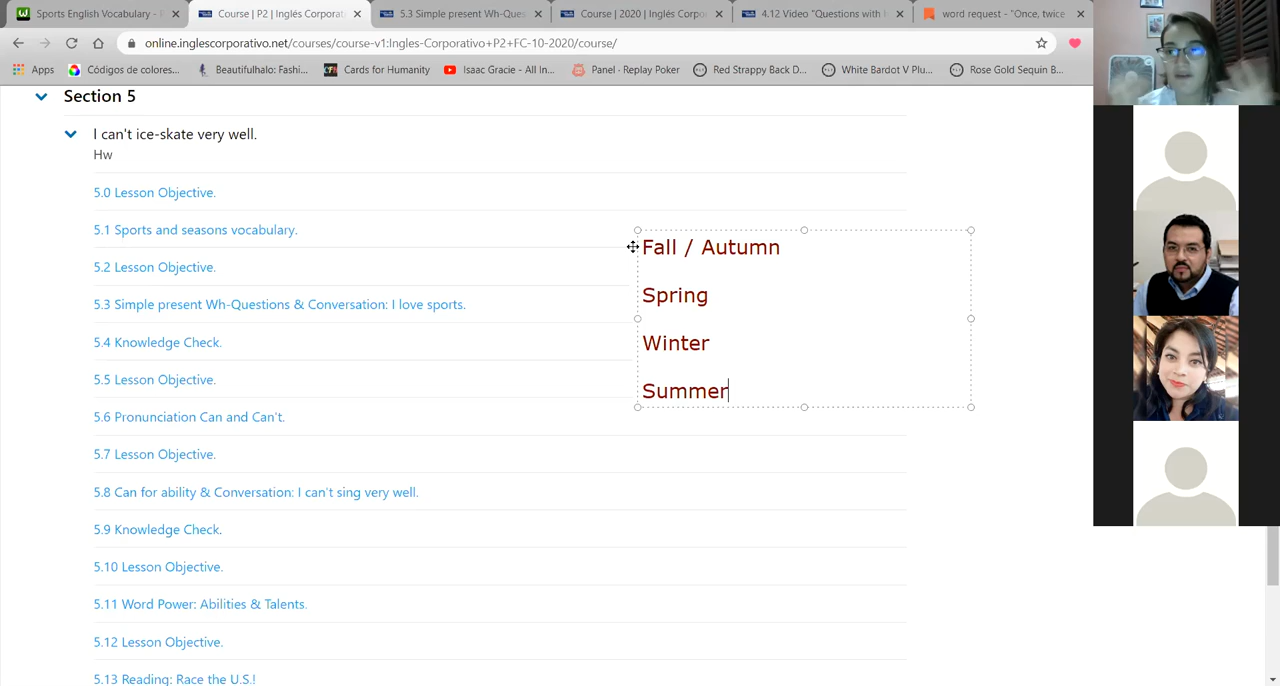 Sports English Vocabulary -
Course | P2 | Inglés Corporati
5.3 Simple present Wh-Ques
Course | 2020 | Inglés Corpo
4.12 Video "Questions with
word request - "Once, twice
online.inglescorporativo.net/courses/course-v1:Ingles-Corporativo+P2+FC-10-2020/course/
Apps
Códigos de colores...
Beautifulhalo: Fashi...
Cards for Humanity
Isaac Gracie - All In...
Panel · Replay Poker
Red Strappy Back D...
White Bardot V Plu...
Rose Gold Sequin B...
Section 5
I can't ice-skate very well.
Hw
5.0 Lesson Objective.
5.1 Sports and seasons vocabulary.
5.2 Lesson Objective.
5.3 Simple present Wh-Questions & Conversation: I love sports.
5.4 Knowledge Check.
5.5 Lesson Objective.
5.6 Pronunciation Can and Can't.
5.7 Lesson Objective.
5.8 Can for ability & Conversation: I can't sing very well.
5.9 Knowledge Check.
5.10 Lesson Objective.
5.11 Word Power: Abilities & Talents.
5.12 Lesson Objective.
5.13 Reading: Race the U.S.!
Fall / Autumn
Spring
Winter
Summer